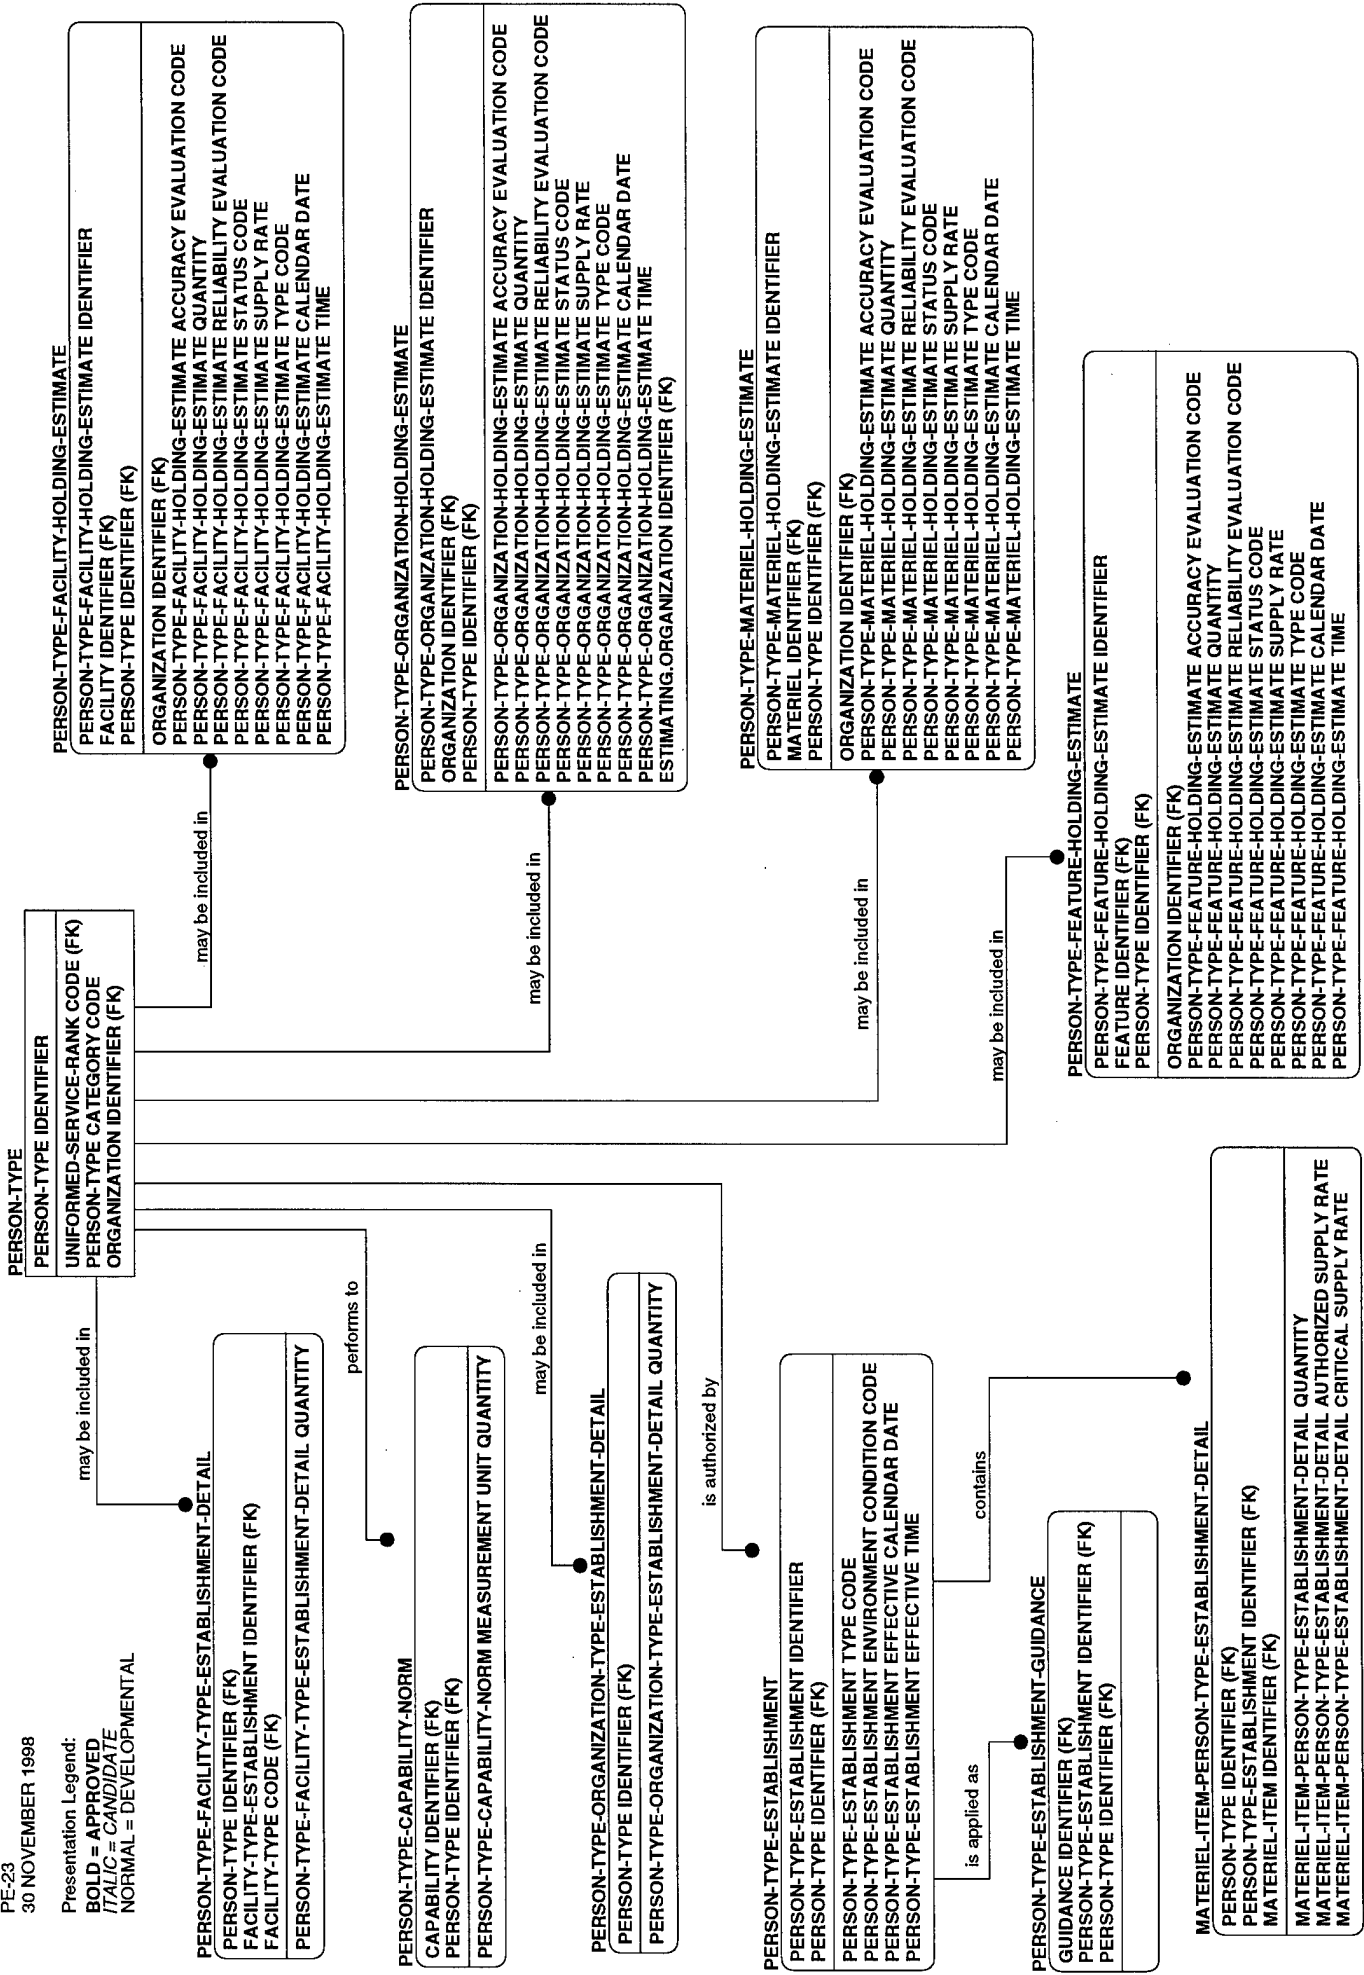 PE-23
30 NOVEMBER 1998
Presentation Legend:
BOLD = APPROVED
ITALIC = CANDIDATE
NORMAL = DEVELOPMENTAL
PERSON-TYPE
PERSON-TYPE IDENTIFIER
UNIFORMED-SERVICE-RANK CODE (FK)
PERSON-TYPE CATEGORY CODE
ORGANIZATION IDENTIFIER (FK)
may be included in
PERSON-TYPE-FACILITY-TYPE-ESTABLISHMENT-DETAIL
PERSON-TYPE IDENTIFIER (FK)
FACILITY-TYPE-ESTABLISHMENT IDENTIFIER (FK)
FACILITY-TYPE CODE (FK)
PERSON-TYPE-FACILITY-TYPE-ESTABLISHMENT-DETAIL QUANTITY
performs to
PERSON-TYPE-CAPABILITY-NORM
CAPABILITY IDENTIFIER (FK)
PERSON-TYPE IDENTIFIER (FK)
PERSON-TYPE-CAPABILITY-NORM MEASUREMENT UNIT QUANTITY
may be included in
PERSON-TYPE-ORGANIZATION-TYPE-ESTABLISHMENT-DETAIL
PERSON-TYPE IDENTIFIER (FK)
PERSON-TYPE-ORGANIZATION-TYPE-ESTABLISHMENT-DETAIL QUANTITY
is authorized by
PERSON-TYPE-ESTABLISHMENT
PERSON-TYPE-ESTABLISHMENT IDENTIFIER
PERSON-TYPE IDENTIFIER (FK)
PERSON-TYPE-ESTABLISHMENT TYPE CODE
PERSON-TYPE-ESTABLISHMENT ENVIRONMENT CONDITION CODE
PERSON-TYPE-ESTABLISHMENT EFFECTIVE CALENDAR DATE
PERSON-TYPE-ESTABLISHMENT EFFECTIVE TIME
is applied as
contains
PERSON-TYPE-ESTABLISHMENT-GUIDANCE
GUIDANCE IDENTIFIER (FK)
PERSON-TYPE-ESTABLISHMENT IDENTIFIER (FK)
PERSON-TYPE IDENTIFIER (FK)
MATERIEL-ITEM-PERSON-TYPE-ESTABLISHMENT-DETAIL
PERSON-TYPE IDENTIFIER (FK)
PERSON-TYPE-ESTABLISHMENT IDENTIFIER (FK)
MATERIEL-ITEM IDENTIFIER (FK)
MATERIEL-ITEM-PERSON-TYPE-ESTABLISHMENT-DETAIL QUANTITY
MATERIEL-ITEM-PERSON-TYPE-ESTABLISHMENT-DETAIL AUTHORIZED SUPPLY RATE
MATERIEL-ITEM-PERSON-TYPE-ESTABLISHMENT-DETAIL CRITICAL SUPPLY RATE
may be included in
PERSON-TYPE-FACILITY-HOLDING-ESTIMATE
PERSON-TYPE-FACILITY-HOLDING-ESTIMATE IDENTIFIER
FACILITY IDENTIFIER (FK)
PERSON-TYPE IDENTIFIER (FK)
ORGANIZATION IDENTIFIER (FK)
PERSON-TYPE-FACILITY-HOLDING-ESTIMATE ACCURACY EVALUATION CODE
PERSON-TYPE-FACILITY-HOLDING-ESTIMATE QUANTITY
PERSON-TYPE-FACILITY-HOLDING-ESTIMATE RELIABILITY EVALUATION CODE
PERSON-TYPE-FACILITY-HOLDING-ESTIMATE STATUS CODE
PERSON-TYPE-FACILITY-HOLDING-ESTIMATE SUPPLY RATE
PERSON-TYPE-FACILITY-HOLDING-ESTIMATE TYPE CODE
PERSON-TYPE-FACILITY-HOLDING-ESTIMATE CALENDAR DATE
PERSON-TYPE-FACILITY-HOLDING-ESTIMATE TIME
may be included in
PERSON-TYPE-ORGANIZATION-HOLDING-ESTIMATE
PERSON-TYPE-ORGANIZATION-HOLDING-ESTIMATE IDENTIFIER
ORGANIZATION IDENTIFIER (FK)
PERSON-TYPE IDENTIFIER (FK)
PERSON-TYPE-ORGANIZATION-HOLDING-ESTIMATE ACCURACY EVALUATION CODE
PERSON-TYPE-ORGANIZATION-HOLDING-ESTIMATE QUANTITY
PERSON-TYPE-ORGANIZATION-HOLDING-ESTIMATE RELIABILITY EVALUATION CODE
PERSON-TYPE-ORGANIZATION-HOLDING-ESTIMATE STATUS CODE
PERSON-TYPE-ORGANIZATION-HOLDING-ESTIMATE SUPPLY RATE
PERSON-TYPE-ORGANIZATION-HOLDING-ESTIMATE TYPE CODE
PERSON-TYPE-ORGANIZATION-HOLDING-ESTIMATE CALENDAR DATE
PERSON-TYPE-ORGANIZATION-HOLDING-ESTIMATE TIME
ESTIMATING.ORGANIZATION IDENTIFIER (FK)
may be included in
PERSON-TYPE-MATERIEL-HOLDING-ESTIMATE
PERSON-TYPE-MATERIEL-HOLDING-ESTIMATE IDENTIFIER
MATERIEL IDENTIFIER (FK)
PERSON-TYPE IDENTIFIER (FK)
ORGANIZATION IDENTIFIER (FK)
PERSON-TYPE-MATERIEL-HOLDING-ESTIMATE ACCURACY EVALUATION CODE
PERSON-TYPE-MATERIEL-HOLDING-ESTIMATE QUANTITY
PERSON-TYPE-MATERIEL-HOLDING-ESTIMATE RELIABILITY EVALUATION CODE
PERSON-TYPE-MATERIEL-HOLDING-ESTIMATE STATUS CODE
PERSON-TYPE-MATERIEL-HOLDING-ESTIMATE SUPPLY RATE
PERSON-TYPE-MATERIEL-HOLDING-ESTIMATE TYPE CODE
PERSON-TYPE-MATERIEL-HOLDING-ESTIMATE CALENDAR DATE
PERSON-TYPE-MATERIEL-HOLDING-ESTIMATE TIME
may be included in
PERSON-TYPE-FEATURE-HOLDING-ESTIMATE
PERSON-TYPE-FEATURE-HOLDING-ESTIMATE IDENTIFIER
FEATURE IDENTIFIER (FK)
PERSON-TYPE IDENTIFIER (FK)
ORGANIZATION IDENTIFIER (FK)
PERSON-TYPE-FEATURE-HOLDING-ESTIMATE ACCURACY EVALUATION CODE
PERSON-TYPE-FEATURE-HOLDING-ESTIMATE QUANTITY
PERSON-TYPE-FEATURE-HOLDING-ESTIMATE RELIABILITY EVALUATION CODE
PERSON-TYPE-FEATURE-HOLDING-ESTIMATE STATUS CODE
PERSON-TYPE-FEATURE-HOLDING-ESTIMATE SUPPLY RATE
PERSON-TYPE-FEATURE-HOLDING-ESTIMATE TYPE CODE
PERSON-TYPE-FEATURE-HOLDING-ESTIMATE CALENDAR DATE
PERSON-TYPE-FEATURE-HOLDING-ESTIMATE TIME